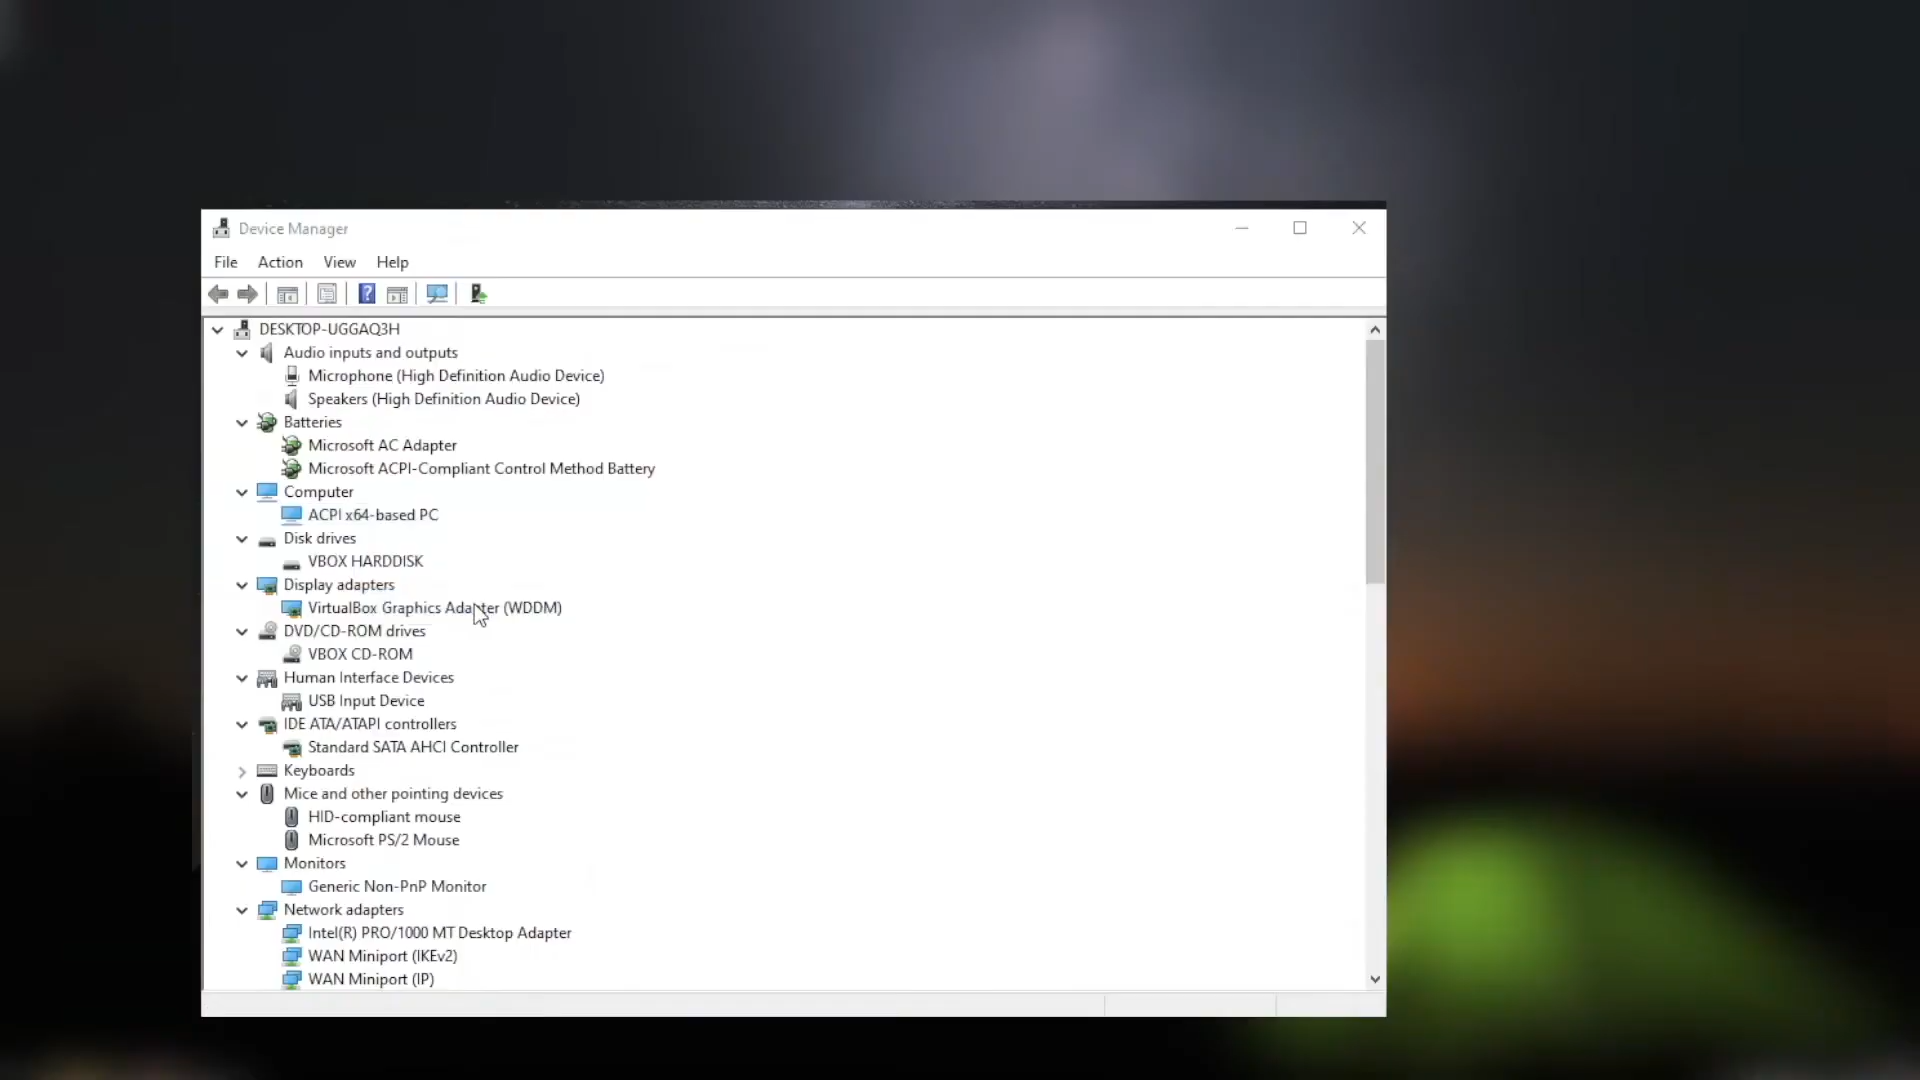 Device Manager
File Action View Help
DESKTOP-UGGAQ3H
Audio inputs and outputs
Microphone (High Definition Audio Device)
Speakers (High Definition Audio Device)
Batteries
Microsoft AC Adapter
Microsoft ACPI-Compliant Control Method Battery
Computer
ACPI x64-based PC
Disk drives
VBOX HARDDISK
Display adapters
VirtualBox Graphics Adapter (WDDM)
DVD/CD-ROM drives
VBOX CD-ROM
Human Interface Devices
USB Input Device
IDE ATA/ATAPI controllers
Standard SATA AHCI Controller
Keyboards
Mice and other pointing devices
HID-compliant mouse
Microsoft PS/2 Mouse
Monitors
Generic Non-PnP Monitor
Network adapters
Intel(R) PRO/1000 MT Desktop Adapter
WAN Miniport (IKEv2)
WAN Miniport (IP)